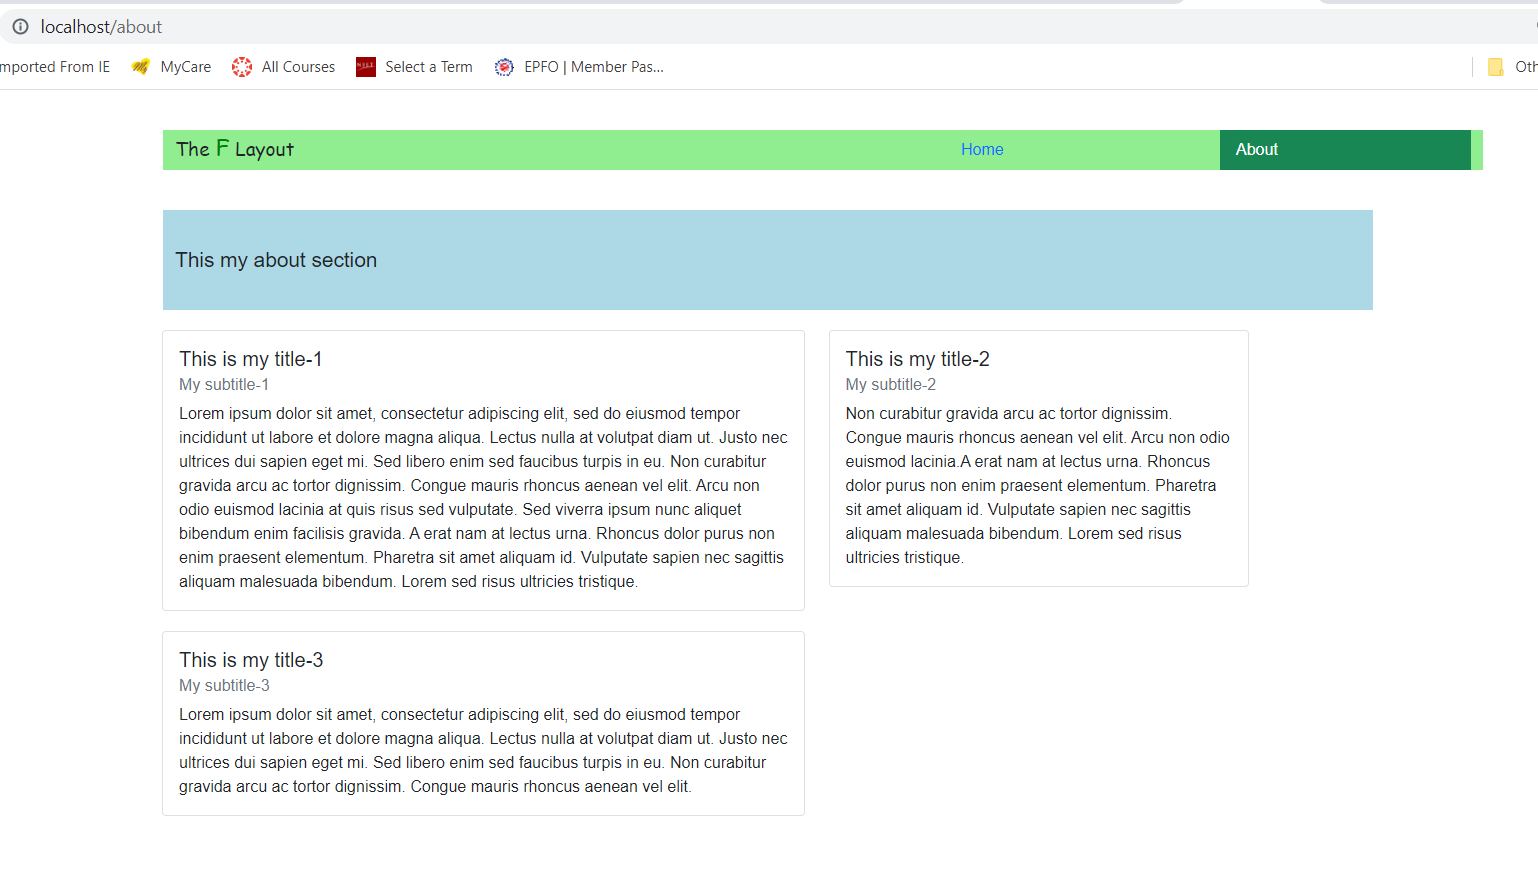 localhost/about
mported From IE MyCare All Courses Select a Term EPFO | Member Pas... Oth
The F Layout Home About
This my about section
This is my title-1
My subtitle-1
Lorem ipsum dolor sit amet, consectetur adipiscing elit, sed do eiusmod tempor
incididunt ut labore et dolore magna aliqua. Lectus nulla at volutpat diam ut. Justo nec
ultrices dui sapien eget mi. Sed libero enim sed faucibus turpis in eu. Non curabitur
gravida arcu ac tortor dignissim. Congue mauris rhoncus aenean vel elit. Arcu non
odio euismod lacinia at quis risus sed vulputate. Sed viverra ipsum nunc aliquet
bibendum enim facilisis gravida. A erat nam at lectus urna. Rhoncus dolor purus non
enim praesent elementum. Pharetra sit amet aliquam id. Vulputate sapien nec sagittis
aliquam malesuada bibendum. Lorem sed risus ultricies tristique.
This is my title-2
My subtitle-2
Non curabitur gravida arcu ac tortor dignissim.
Congue mauris rhoncus aenean vel elit. Arcu non odio
euismod lacinia.A erat nam at lectus urna. Rhoncus
dolor purus non enim praesent elementum. Pharetra
sit amet aliquam id. Vulputate sapien nec sagittis
aliquam malesuada bibendum. Lorem sed risus
ultricies tristique.
This is my title-3
My subtitle-3
Lorem ipsum dolor sit amet, consectetur adipiscing elit, sed do eiusmod tempor
incididunt ut labore et dolore magna aliqua. Lectus nulla at volutpat diam ut. Justo nec
ultrices dui sapien eget mi. Sed libero enim sed faucibus turpis in eu. Non curabitur
gravida arcu ac tortor dignissim. Congue mauris rhoncus aenean vel elit.